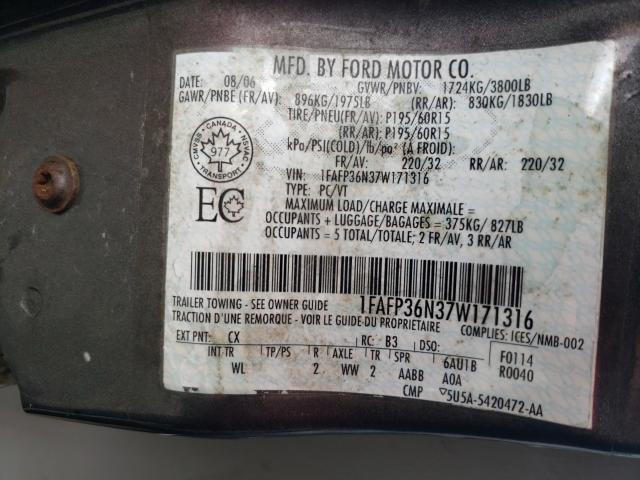 MFD. BY FORD MOTOR CO.
DATE: 08/06 GVWR/PNBV: 1724KG/3800LB
GAWR/PNBE (FR/AV): 896KG/1975LB (RR/AR): 830KG/1830LB
TIRE/PNEU(FR/AV): P195/60R15
(RR/AR): P195/60R15
kPa/PSI(COLD)/lb/po² (A FROID):
FR/AV: 220/32 RR/AR: 220/32
VIN: 1FAFP36N37W171316
TYPE: PC/VT
MAXIMUM LOAD/CHARGE MAXIMALE =
OCCUPANTS + LUGGAGE/BAGAGES = 375KG/ 827LB
OCCUPANTS = 5 TOTAL/TOTALE; 2 FR/AV, 3 RR/AR
CANADA
CMVSS NSVAC
977
TRANSPORT
EC
TRAILER TOWING - SEE OWNER GUIDE 1FAFP36N37W171316
TRACTION D'UNE REMORQUE - VOIR LE GUIDE DU PROPRIETAIRE COMPLIES: ICES/NMB-002
EXT PNT: CX RC: B3 DSO: F0114
INT TR TP/PS R AXLE TR SPR 6AU1B R0040
WL 2 WW 2 AABB A0A
CMP ▽5U5A-5420472-AA